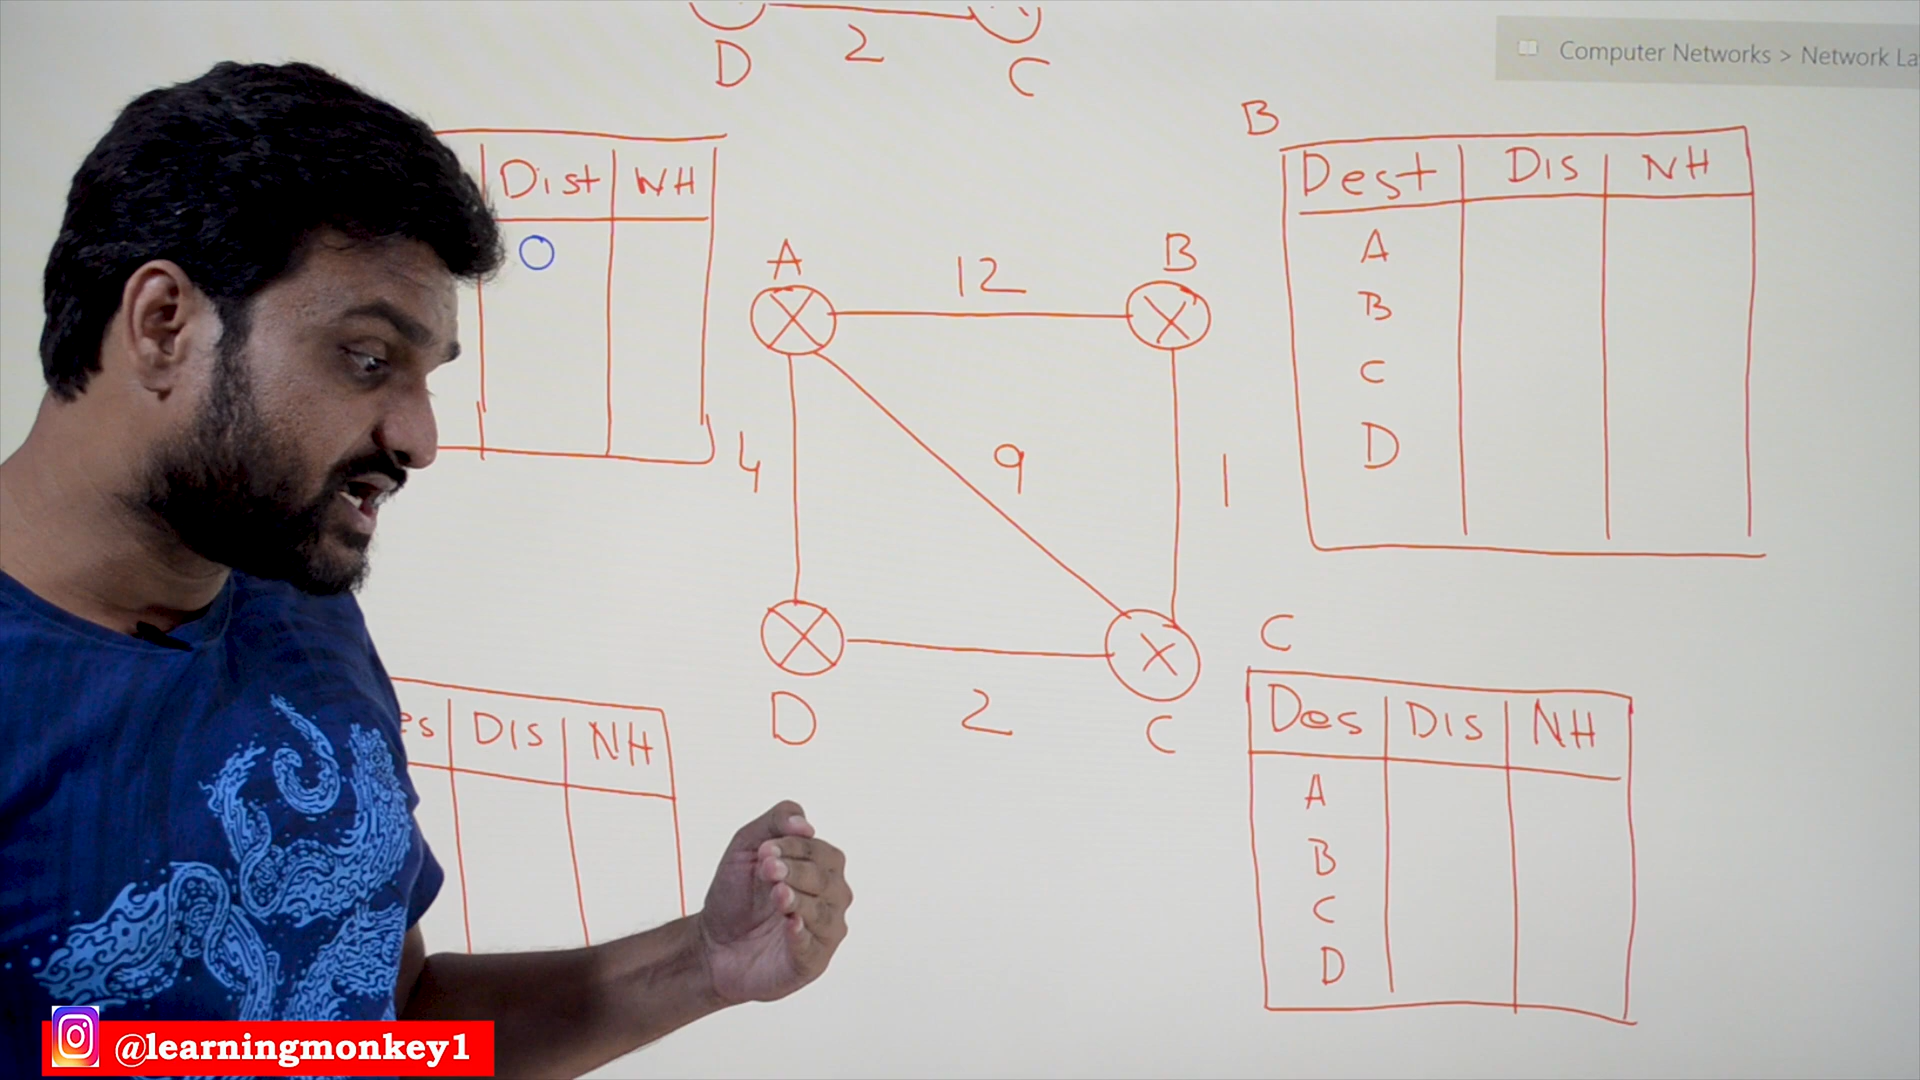 D 2 C
Computer Networks > Network La
B
Dest DIS NH
A
B
C
D
Dist NH
0
A 12 B
4 9 1
D 2 C
C
Des DIS NH
A
B
C
D
es DIS NH
@learningmonkey1